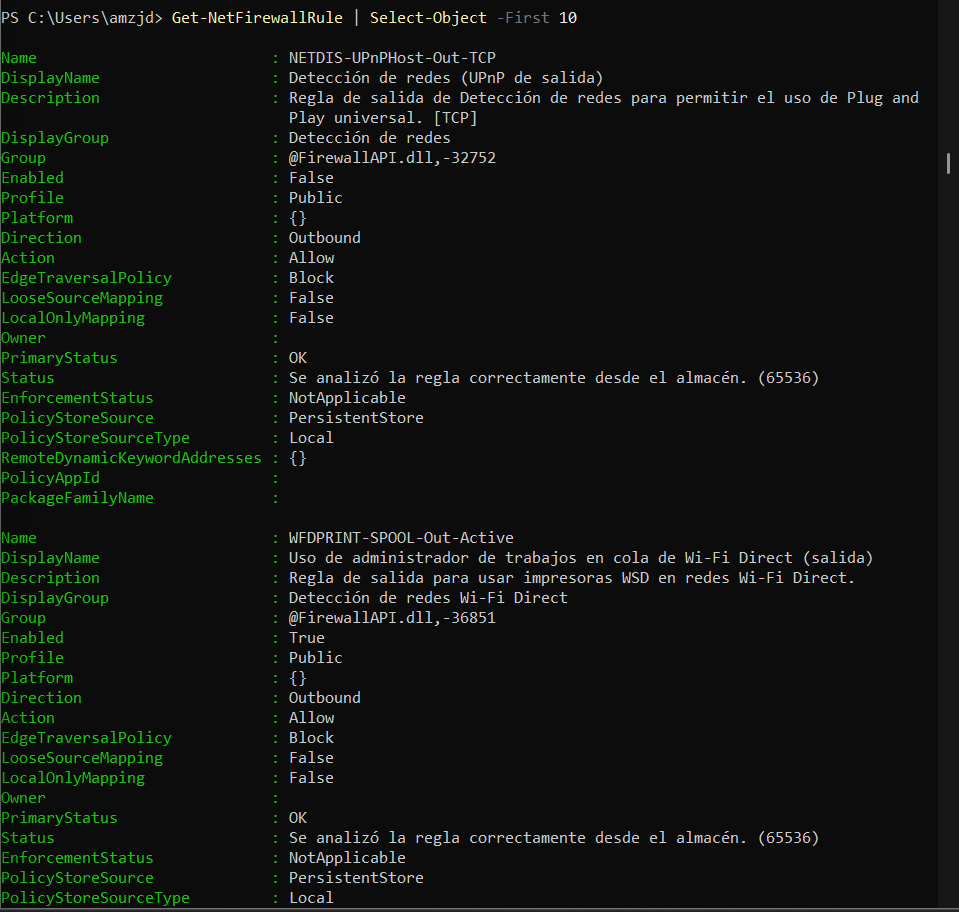 PS C:\Users\amzjd> Get-NetFirewallRule | Select-Object -First 10
Name : NETDIS-UPnPHost-Out-TCP
DisplayName : Detección de redes (UPnP de salida)
Description : Regla de salida de Detección de redes para permitir el uso de Plug and
Play universal. [TCP]
DisplayGroup : Detección de redes
Group : @FirewallAPI.dll,-32752
Enabled : False
Profile : Public
Platform : {}
Direction : Outbound
Action : Allow
EdgeTraversalPolicy : Block
LooseSourceMapping : False
LocalOnlyMapping : False
Owner :
PrimaryStatus : OK
Status : Se analizó la regla correctamente desde el almacén. (65536)
EnforcementStatus : NotApplicable
PolicyStoreSource : PersistentStore
PolicyStoreSourceType : Local
RemoteDynamicKeywordAddresses : {}
PolicyAppId :
PackageFamilyName :
Name : WFDPRINT-SPOOL-Out-Active
DisplayName : Uso de administrador de trabajos en cola de Wi-Fi Direct (salida)
Description : Regla de salida para usar impresoras WSD en redes Wi-Fi Direct.
DisplayGroup : Detección de redes Wi-Fi Direct
Group : @FirewallAPI.dll,-36851
Enabled : True
Profile : Public
Platform : {}
Direction : Outbound
Action : Allow
EdgeTraversalPolicy : Block
LooseSourceMapping : False
LocalOnlyMapping : False
Owner :
PrimaryStatus : OK
Status : Se analizó la regla correctamente desde el almacén. (65536)
EnforcementStatus : NotApplicable
PolicyStoreSource : PersistentStore
PolicyStoreSourceType : Local